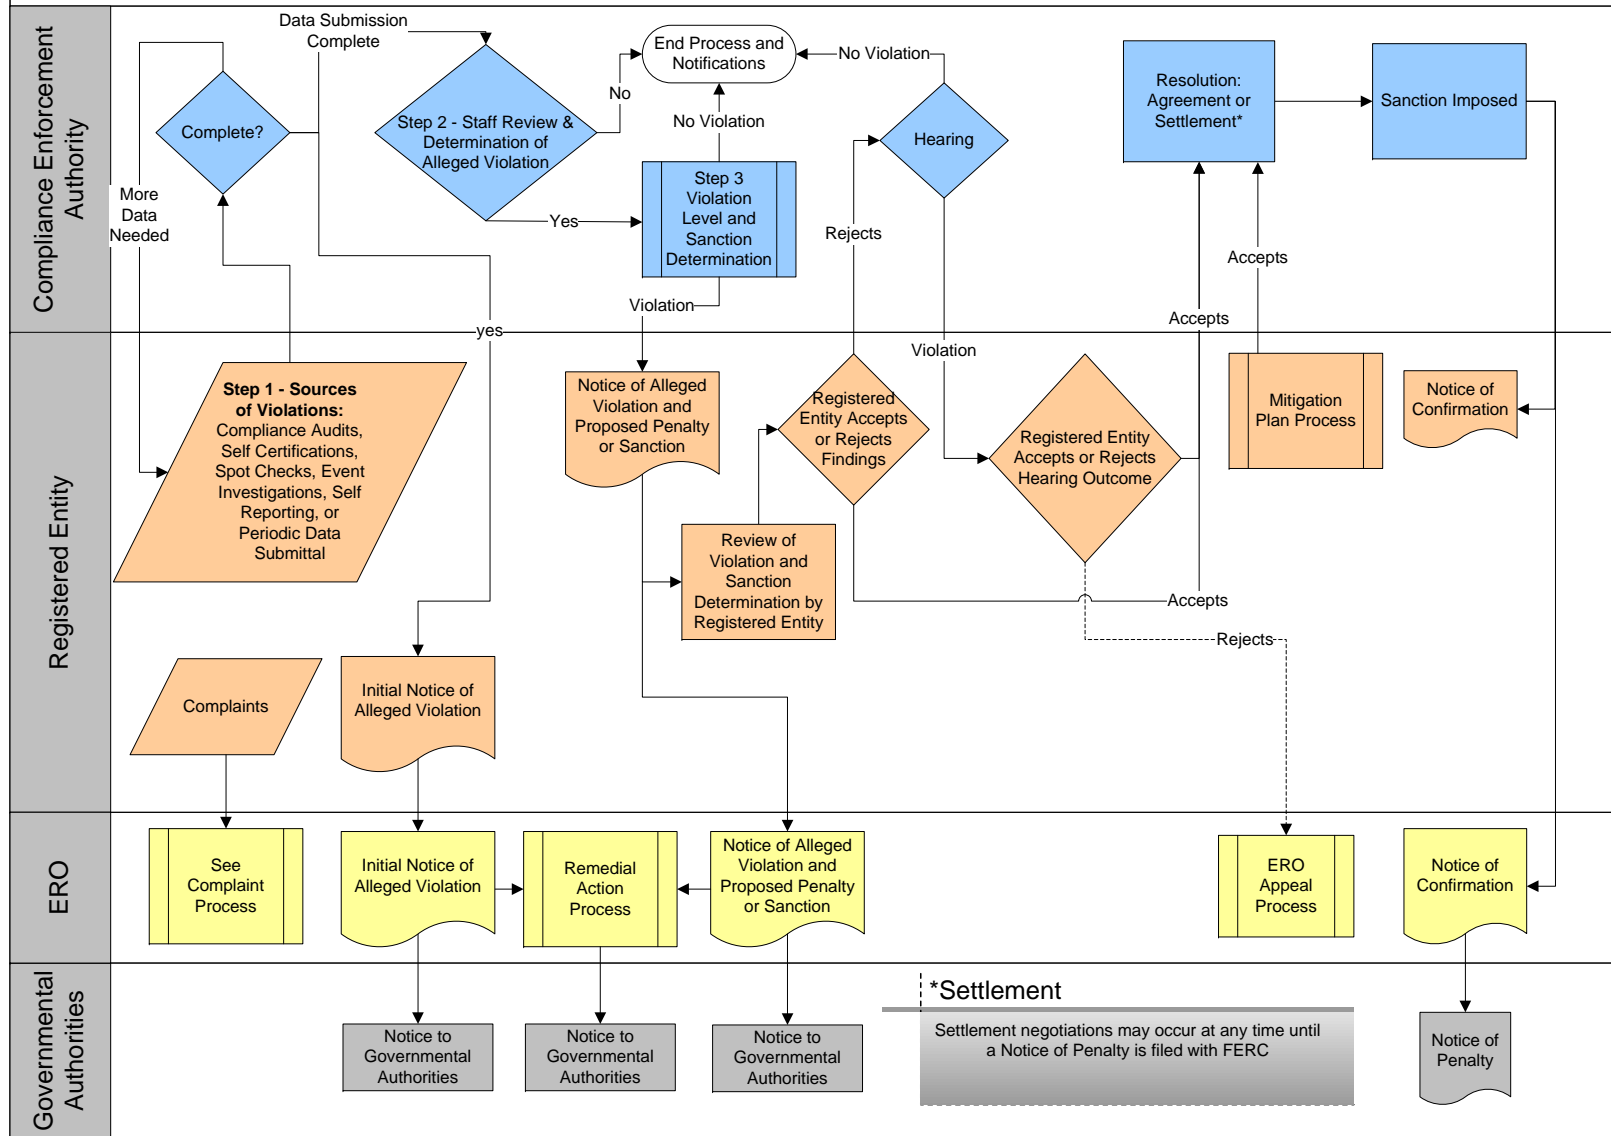 Compliance Enforcement
Authority
Data Submission
Complete
End Process and
Notifications
No Violation
Resolution:
Agreement or
Settlement*
Sanction Imposed
Complete?
Step 2 - Staff Review &
Determination of
Alleged Violation
No
No Violation
Hearing
More
Data
Needed
Yes
Step 3
Violation
Level and
Sanction
Determination
Rejects
Accepts
Violation
yes
Accepts
Violation
Registered Entity
Step 1 - Sources
of Violations:
Compliance Audits,
Self Certifications,
Spot Checks, Event
Investigations, Self
Reporting, or
Periodic Data
Submittal
Notice of Alleged
Violation and
Proposed Penalty
or Sanction
Registered
Entity Accepts
or Rejects
Findings
Registered Entity
Accepts or Rejects
Hearing Outcome
Mitigation
Plan Process
Notice of
Confirmation
Review of
Violation and
Sanction
Determination by
Registered Entity
Accepts
Rejects
Complaints
Initial Notice of
Alleged Violation
ERO
See
Complaint
Process
Initial Notice of
Alleged Violation
Remedial
Action
Process
Notice of Alleged
Violation and
Proposed Penalty
or Sanction
ERO
Appeal
Process
Notice of
Confirmation
Governmental
Authorities
Notice to
Governmental
Authorities
Notice to
Governmental
Authorities
Notice to
Governmental
Authorities
*Settlement
Settlement negotiations may occur at any time until
a Notice of Penalty is filed with FERC
Notice of
Penalty